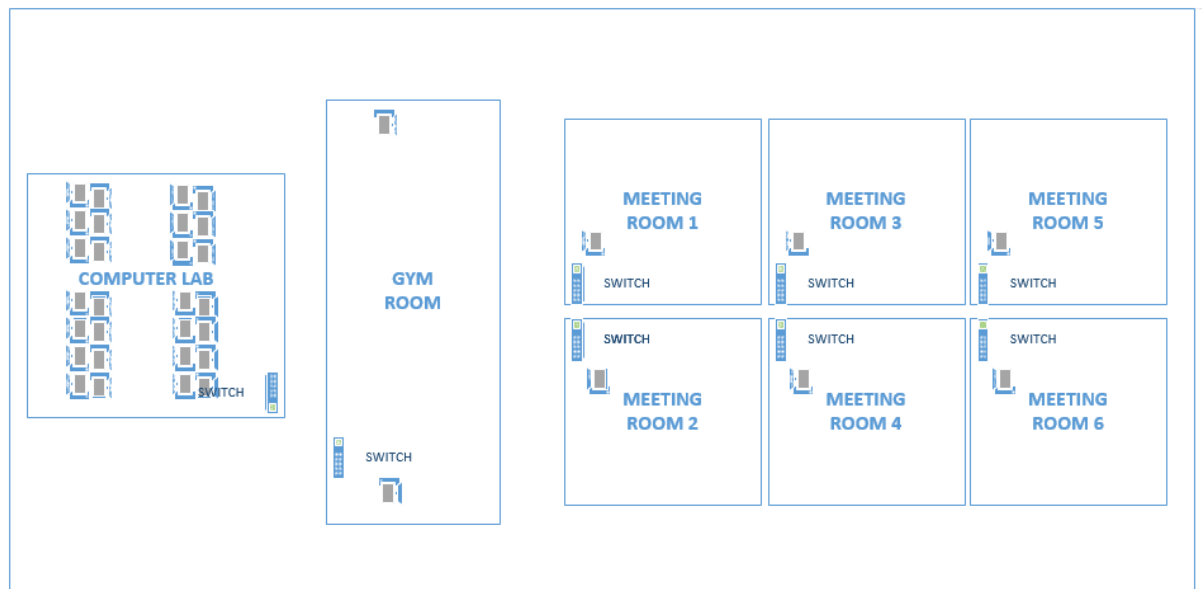 MEETING
ROOM 1
MEETING
ROOM 3
MEETING
ROOM 5
COMPUTER LAB
GYM
ROOM
SWITCH
SWITCH
SWITCH
SWITCH
SWITCH
SWITCH
SWITCH
MEETING
ROOM 2
MEETING
ROOM 4
MEETING
ROOM 6
SWITCH